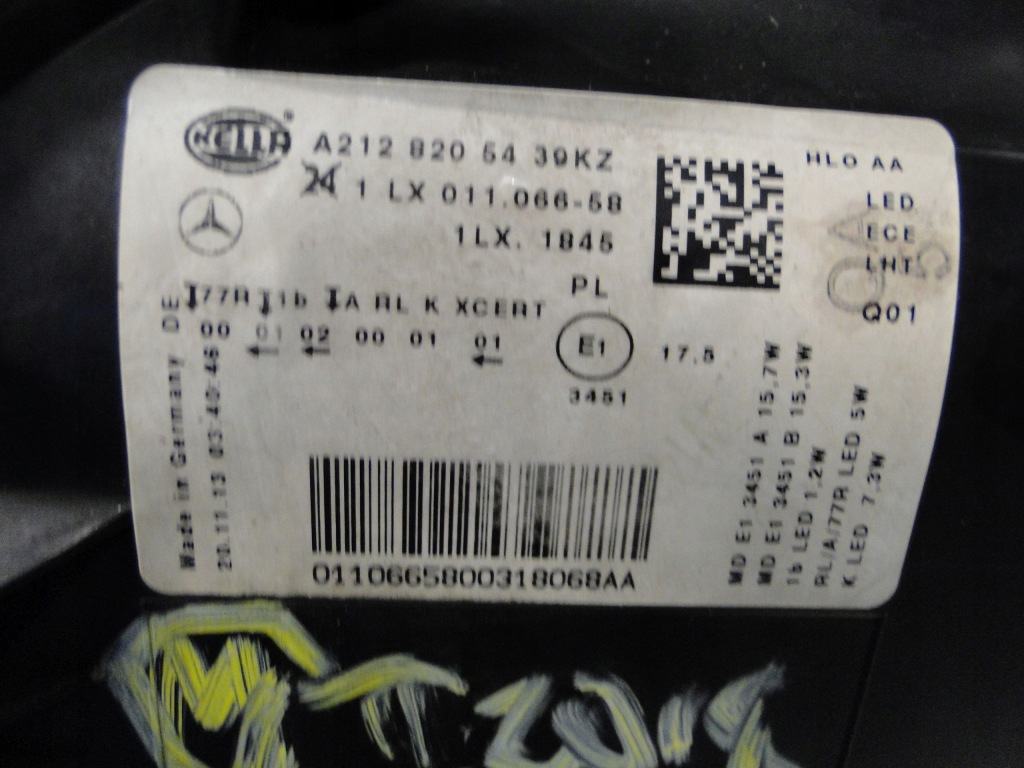 HELLA
A212 820 54 39KZ
24 1 LX 011.066-58
1LX. 1845
HLO AA
LED
ECE
LHT
Q01
QA
PL
77R 1b A RL K XCERT
00 01 02 00 01 01
E1
17.5
3451
Made in Germany DE
20.11.13 03:40:46
MD E1 3451 A 15,7W
MD E1 3451 B 15,3W
1b LED 1,2W
RL/A/77R LED 5W
K LED 7,3W
0110665800318068AA